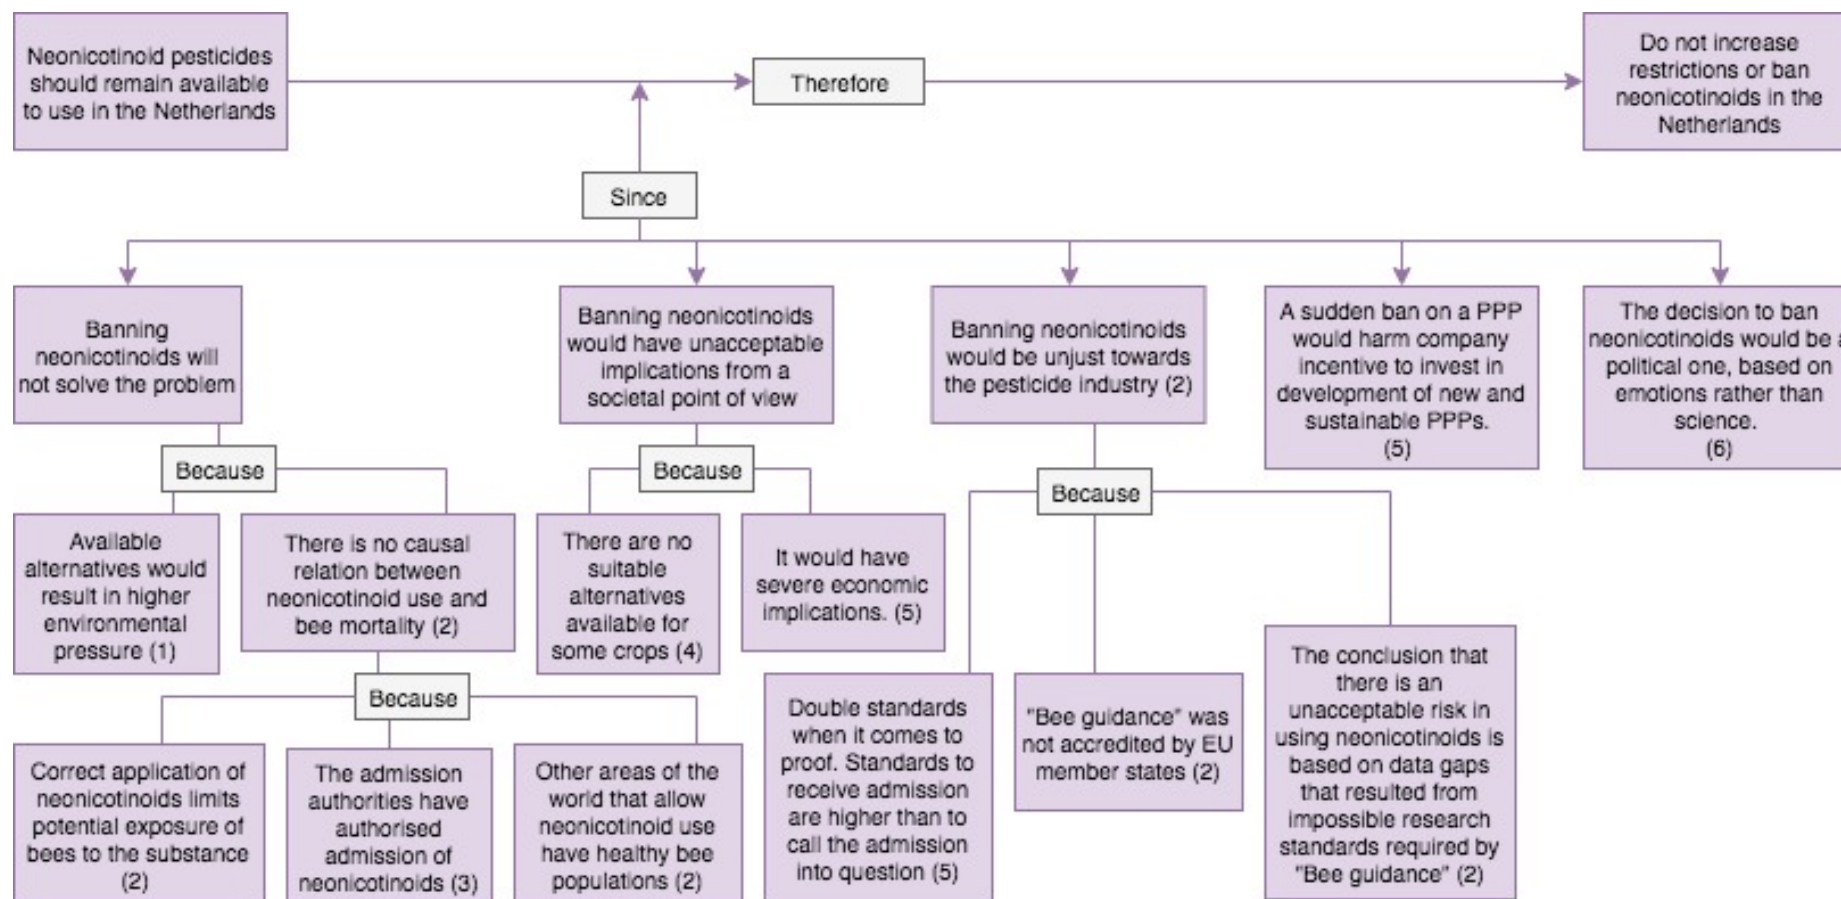 Neonicotinoid pesticides
should remain available
to use in the Netherlands
Therefore
Do not increase
restrictions or ban
neonicotinoids in the
Netherlands
Since
Banning
neonicotinoids will
not solve the problem
Banning neonicotinoids
would have unacceptable
implications from a
societal point of view
Banning neonicotinoids
would be unjust towards
the pesticide industry (2)
A sudden ban on a PPP
would harm company
incentive to invest in
development of new and
sustainable PPPs.
(5)
The decision to ban
neonicotinoids would be a
political one, based on
emotions rather than
science.
(6)
Because
Because
Because
Available
alternatives would
result in higher
environmental
pressure (1)
There is no causal
relation between
neonicotinoid use and
bee mortality (2)
There are no
suitable
alternatives
available for
some crops (4)
It would have
severe economic
implications. (5)
Because
Correct application of
neonicotinoids limits
potential exposure of
bees to the substance
(2)
The admission
authorities have
authorised
admission of
neonicotinoids (3)
Other areas of the
world that allow
neonicotinoid use
have healthy bee
populations (2)
Double standards
when it comes to
proof. Standards to
receive admission
are higher than to
call the admission
into question (5)
"Bee guidance" was
not accredited by EU
member states (2)
The conclusion that
there is an
unacceptable risk in
using neonicotinoids is
based on data gaps
that resulted from
impossible research
standards required by
"Bee guidance" (2)